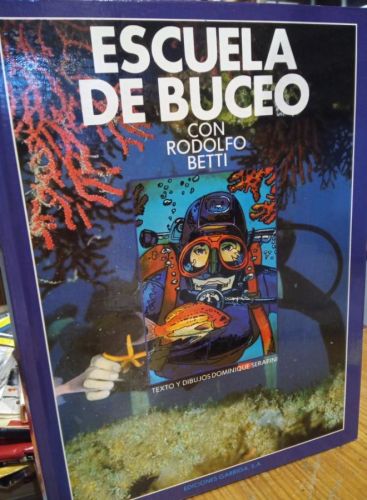 ESCUELA
DE BUCEO
CON
RODOLFO
BETTI
TEXTO Y DIBUJOS DOMINIQUE SERAFINI
EDICIONES GARRIGA, S.A.